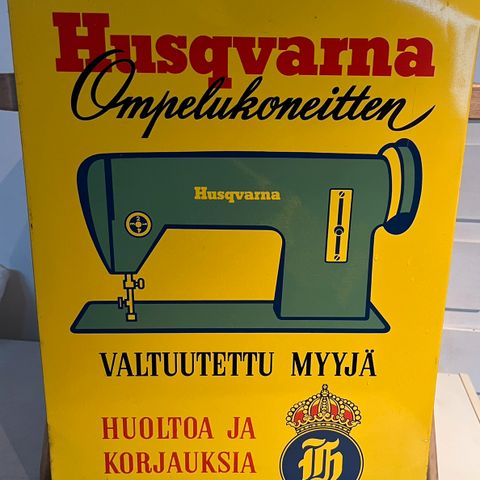 Husqvarna
Ompelukoneitten
Husqvarna
VALTUUTETTU MYYJÄ
HUOLTOA JA
KORJAUKSIA
H